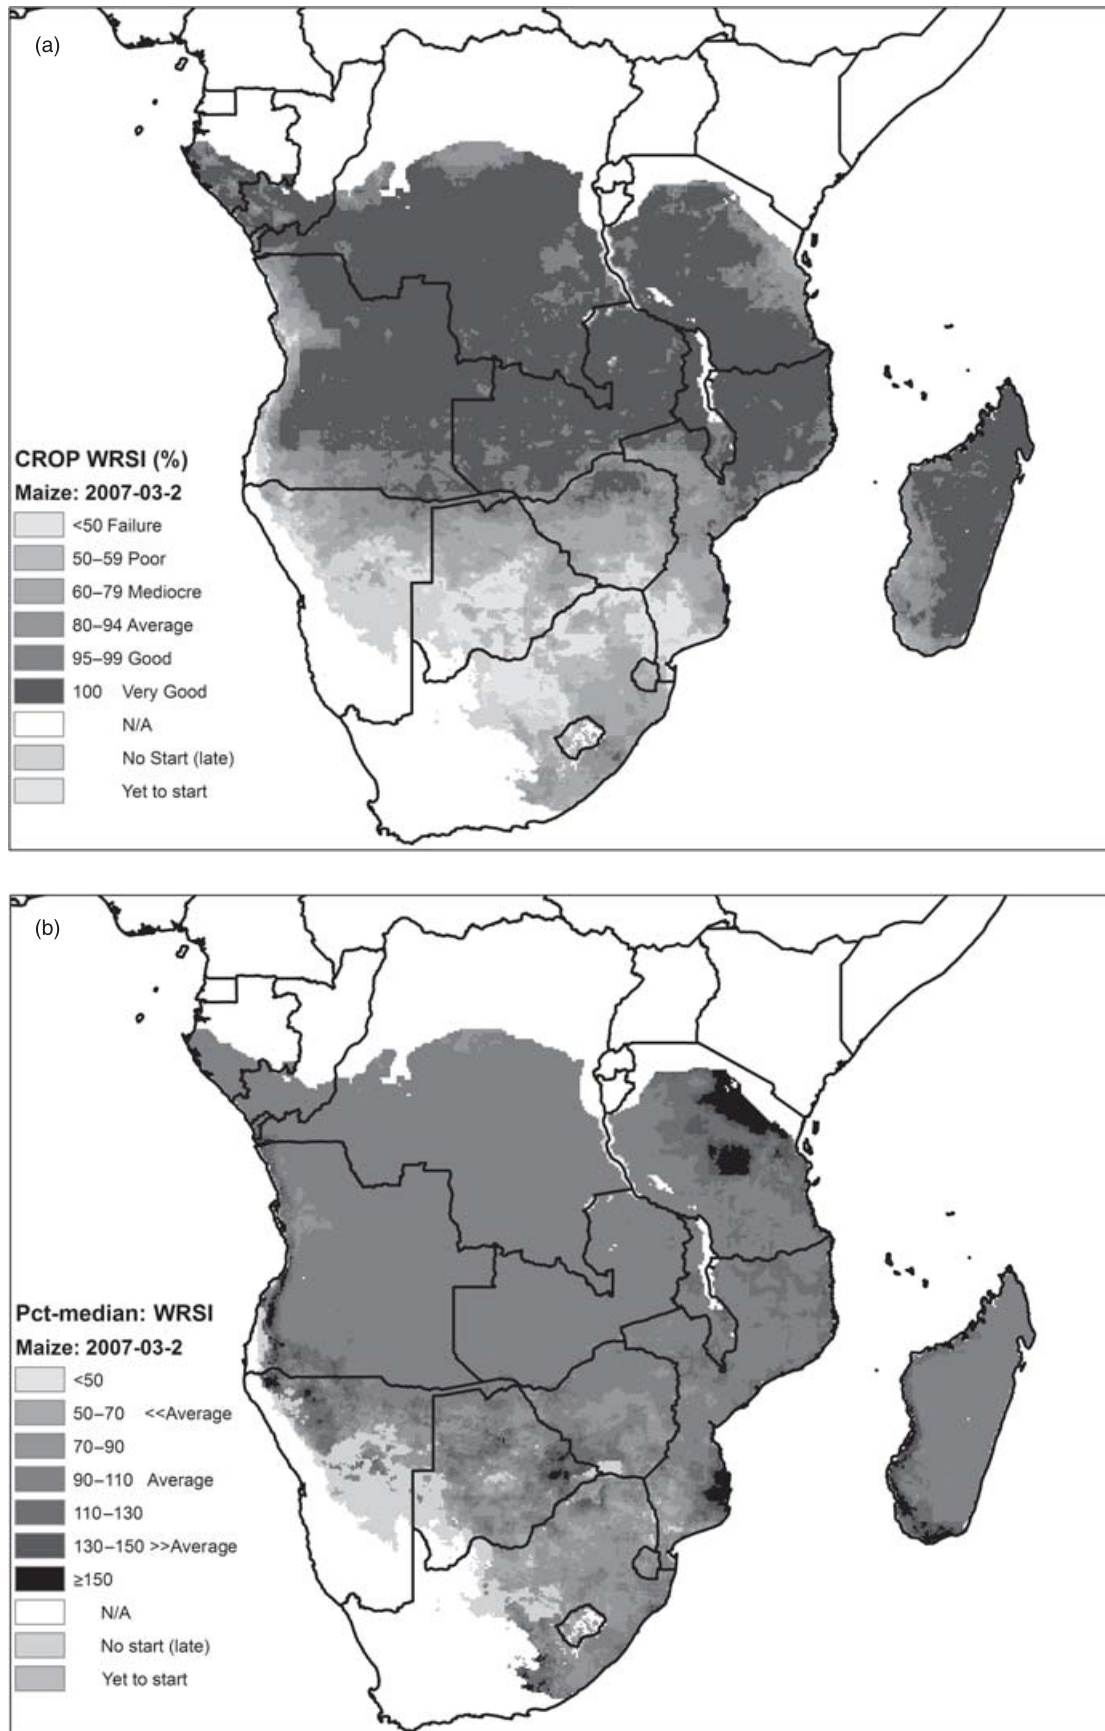 (a)
CROP WRSI (%)
Maize: 2007-03-2
<50 Failure
50–59 Poor
60–79 Mediocre
80–94 Average
95–99 Good
100 Very Good
N/A
No Start (late)
Yet to start
(b)
Pct-median: WRSI
Maize: 2007-03-2
<50
50–70 <<Average
70–90
90–110 Average
110–130
130–150 >>Average
≥150
N/A
No start (late)
Yet to start